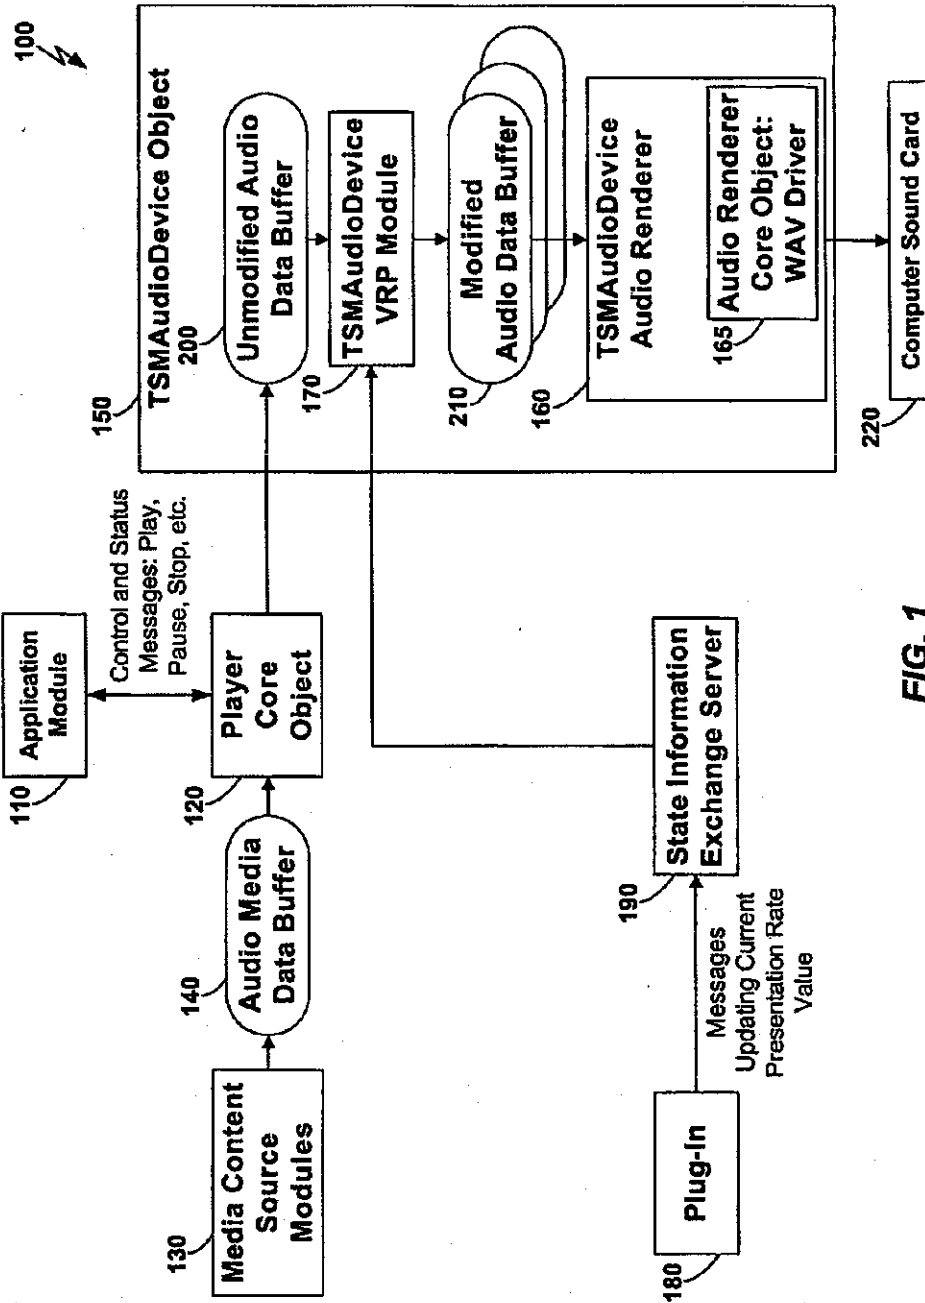 100
150
TSMAudioDevice Object
200
Unmodified Audio
Data Buffer
170
TSMAudioDevice
VRP Module
210
Modified
Audio Data Buffer
160
TSMAudioDevice
Audio Renderer
165
Audio Renderer
Core Object:
WAV Driver
220
Computer Sound Card
110
Application
Module
Control and Status
Messages: Play,
Pause, Stop, etc.
120
Player
Core
Object
140
Audio Media
Data Buffer
130
Media Content
Source
Modules
190
State Information
Exchange Server
Messages
Updating Current
Presentation Rate
Value
180
Plug-In
FIG. 1